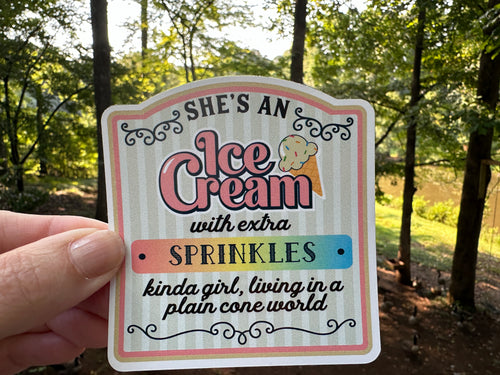 SHE'S AN
Ice
Cream
with extra
SPRINKLES
kinda girl, living in a
plain cone world